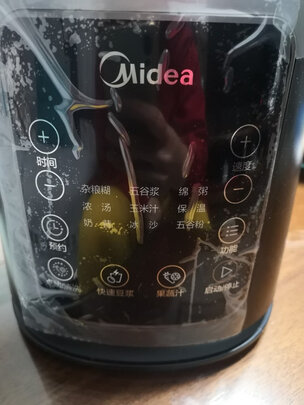 Midea
+ +
时间 温度
杂粮糊 五谷浆 绵粥
浓汤 玉米汁 保温
冰沙 五谷粉
预约 功能
快速豆浆 果蔬汁 启动/停止